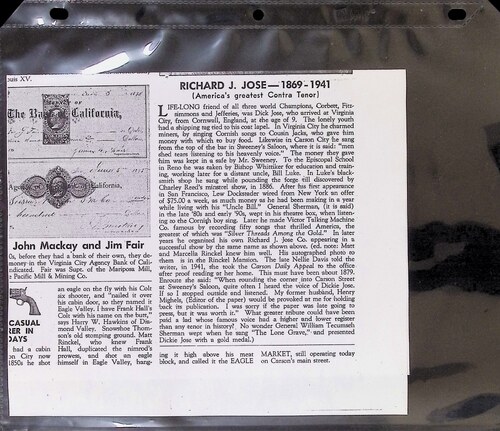 ouis XV.
The Ba of California,
Age California,
John Mackay and Jim Fair
0s, before they had a bank of their own, they de-
money in the Virginia City Agency Bank of Cali-
indicated. Fair was Supt. of the Mariposa Mill,
Pacific Mill & Mining Co.
CASUAL
ER IN
DAYS
had a cabin
on City now
1850s he shot
an eagle on the fly with his Colt
six shooter, and "nailed it over
his cabin door, so they named it
Eagle Valley. I have Frank Hall's
Colt with his name on the butt,"
says Harry W. Hawkins of Dia-
mond Valley. Snowshoe Thom-
son's old stomping ground. Matt
Rinckel, who knew Frank
Hall, duplicated the nimrod's
prowess, and shot an eagle
himself in Eagle Valley, hang-
RICHARD J. JOSE—1869-1941
(America's greatest Contra Tenor)
LIFE-LONG friend of all three world Champions, Corbett, Fitz-
simmons and Jefferies, was Dick Jose, who arrived at Virginia
City, from Cornwall, England, at the age of 9. The lonely youth
had a shipping tag tied to his coat lapel. In Virginia City he charmed
miners, by singing Cornish songs to Cousin Jacks, who gave him
money with which to buy food. Likewise in Carson City he sang
from the top of the bar in Sweeney's Saloon, where it is said: "men
shed tears listening to his heavenly voice." The money they gave
him was kept in a safe by Mr. Sweeney. To the Episcopal School
at Reno he was taken by Bishop Whittiker for education and train-
ing, working later for a distant uncle, Bill Luke. In Luke's black-
smith shop he sang while pounding the forge till discovered by
Charley Reed's minstrel show, in 1886. After his first appearance
in San Francisco, Lew Dockstader wired from New York an offer
of $75.00 a week, as much money as he had been making in a year
while living with his "Uncle Bill." General Sherman, (it is said)
in the late '80s and early '90s, wept in his theatre box, when listen-
ing to the Cornish boy sing. Later he made Victor Talking Machine
Co. famous by recording fifty songs that thrilled America, the
greatest of which was "Silver Threads Among the Gold." In later
years he organized his own Richard J. Jose Co. appearing in a
successful show by the same name as shown above. (ed. note: Matt
and Marcella Rinckel knew him well. His autographed photo to
them is in the Rinckel Mansion. The late Nellie Davis told the
writer, in 1941, she took the Carson Daily Appeal to the office
after proof reading at her home. This must have been about 1879.
Enroute she said: "When rounding the corner into Carson Street
at Sweeney's Saloon, quite often I heard the voice of Dickie Jose.
If so, I stopped outside and listened. My former husband, Henry
Mighels, (Editor of the paper) would be provoked at me for holding
back its publication. I was sorry if the paper was late going to
press, but it was worth it." What greater tribute could have been
paid a lad whose famous voice had a higher and lower register
than any tenor in history! No wonder General William Tecumseh
Sherman wept when he sang "The Lone Grave," and presented
Dickie Jose with a gold medal.)
ing it high above his meat
block, and called it the EAGLE
MARKET, still operating today
on Carson's main street.